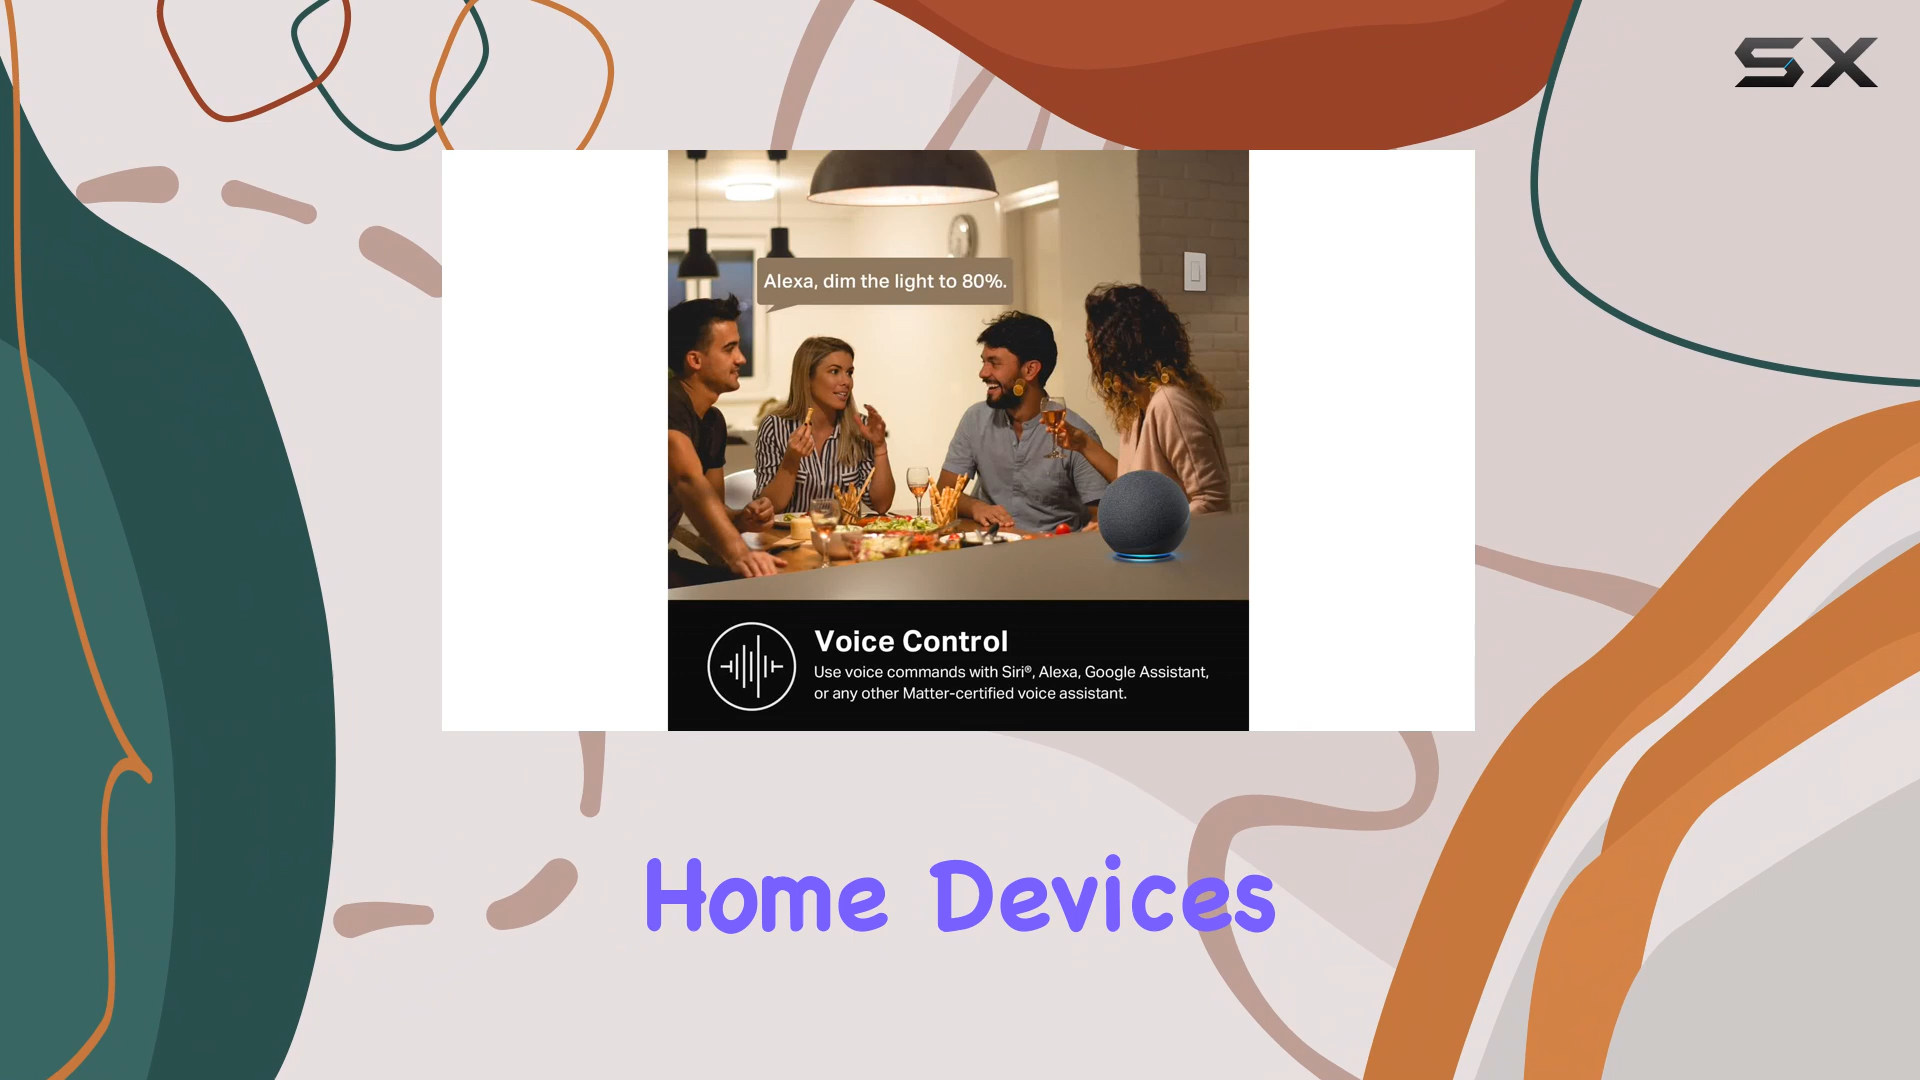 SX
Alexa, dim the light to 80%.
Voice Control
Use voice commands with Siri®, Alexa, Google Assistant,
or any other Matter-certified voice assistant.
Home Devices